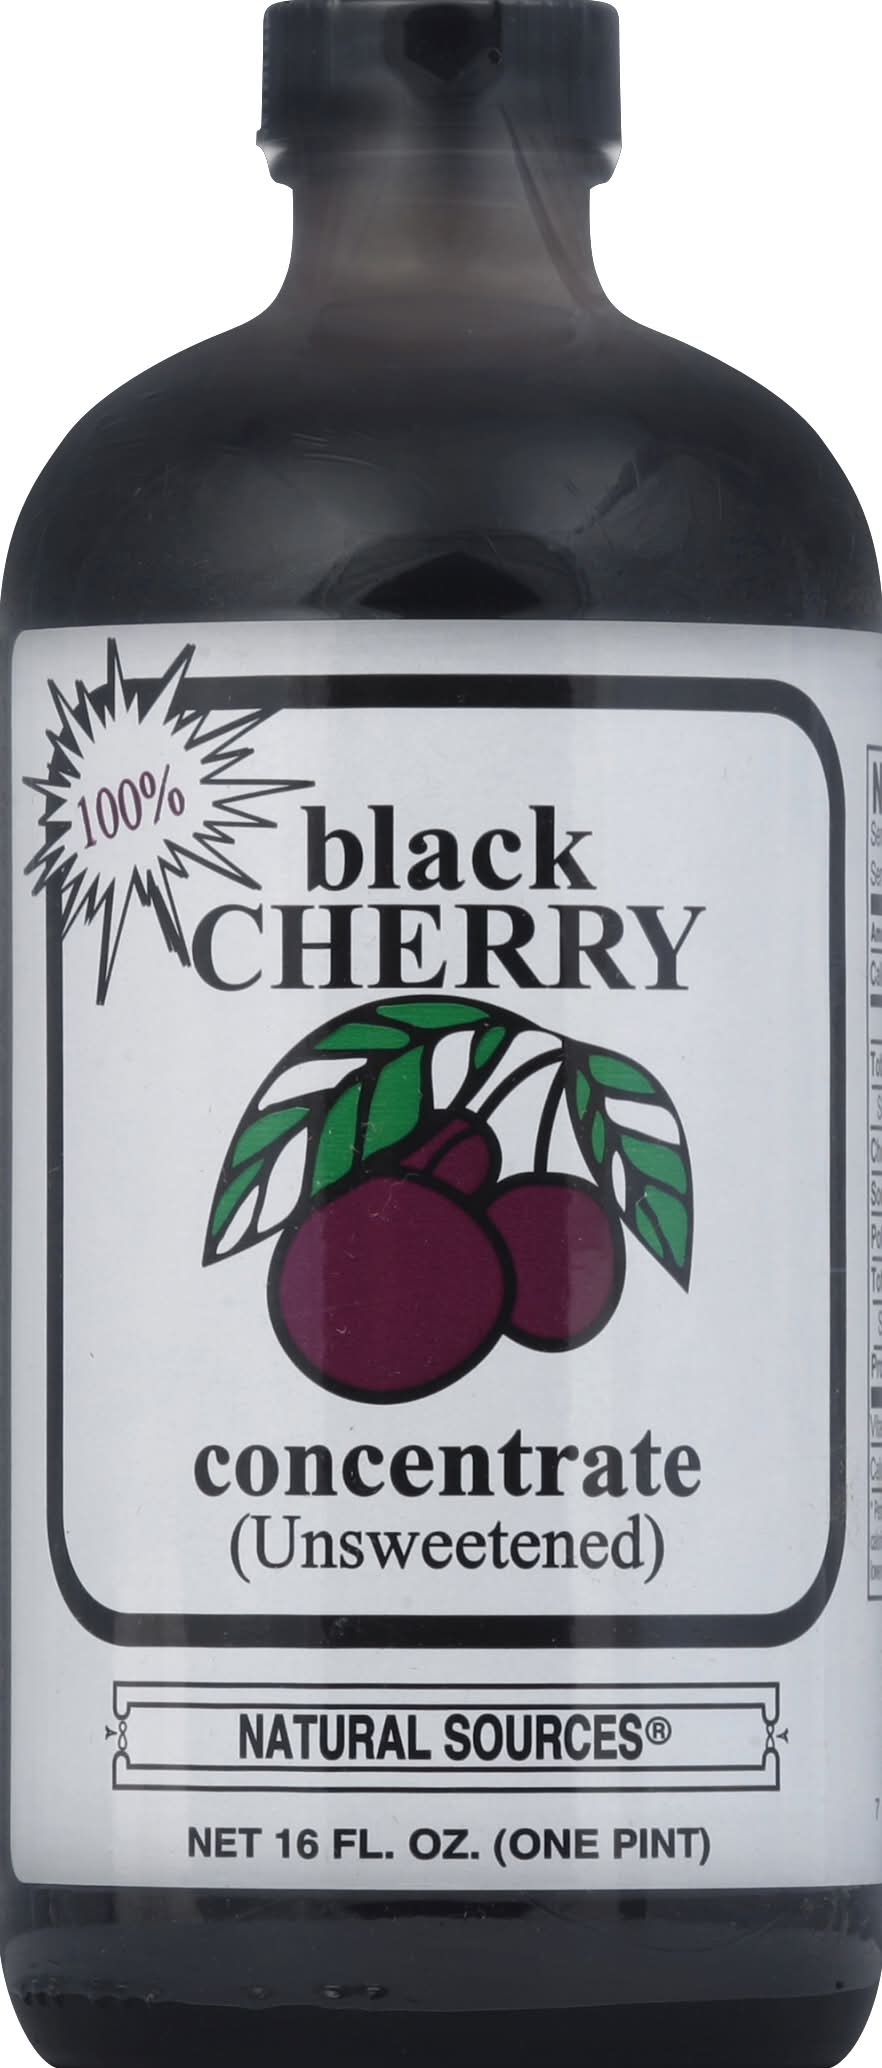 100%
black
CHERRY
concentrate
(Unsweetened)
NATURAL SOURCES®
NET 16 FL. OZ. (ONE PINT)